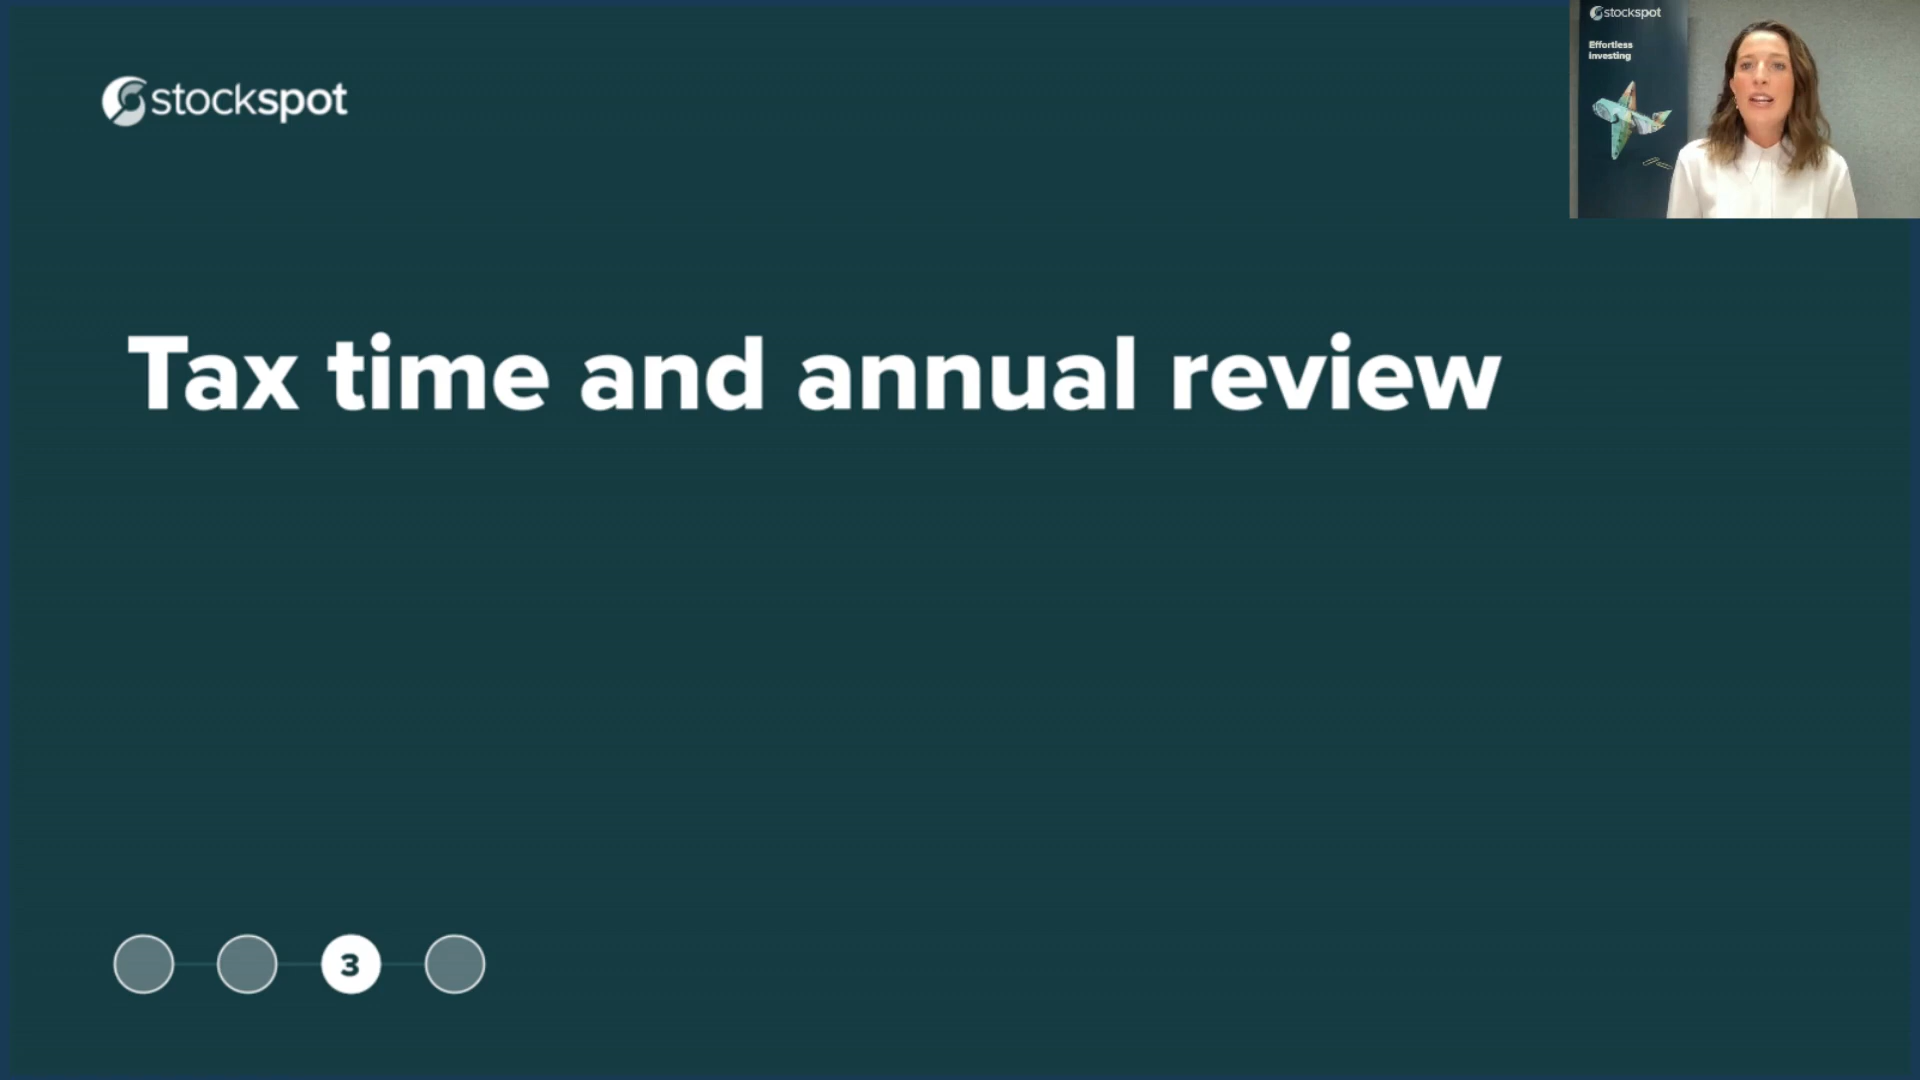 stockspot
stockspot
Effortless
Investing
Tax time and annual review
3